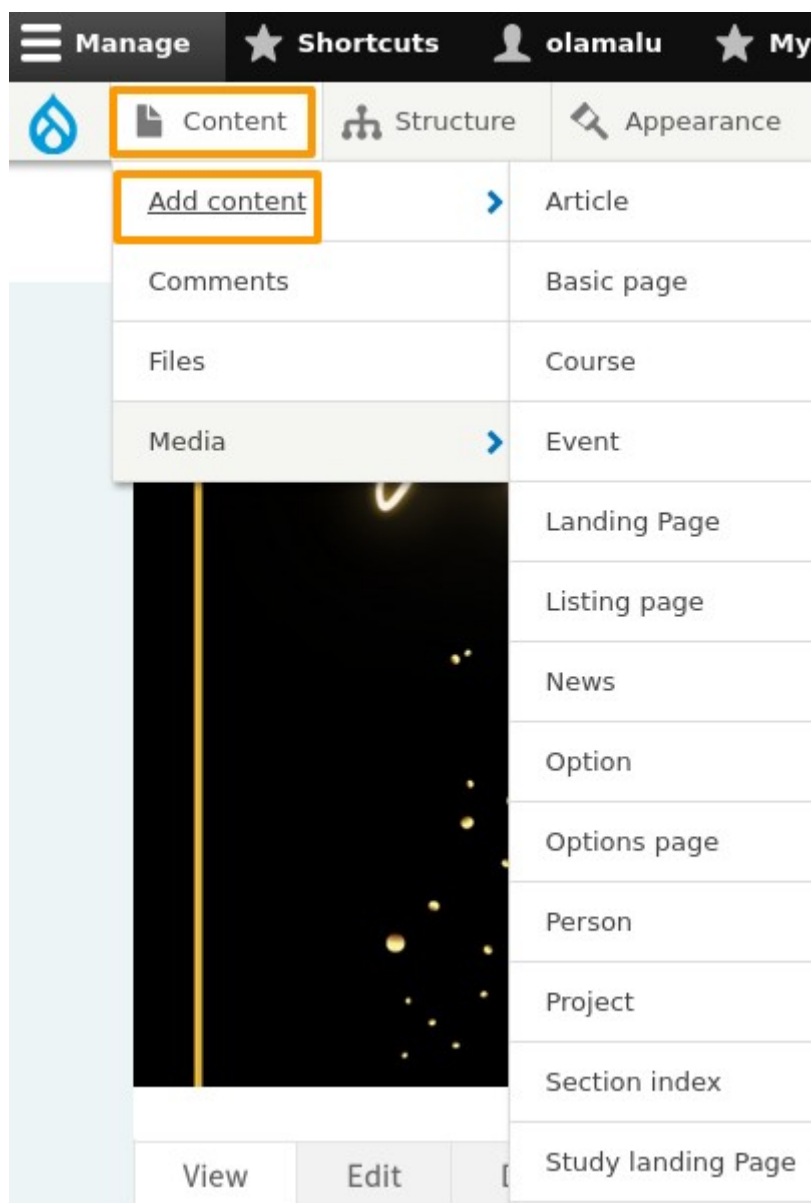 Manage Shortcuts olamalu My
Content Structure Appearance
Add content Article
Comments Basic page
Files Course
Media Event
Landing Page
Listing page
News
Option
Options page
Person
Project
Section index
Study landing Page
View Edit